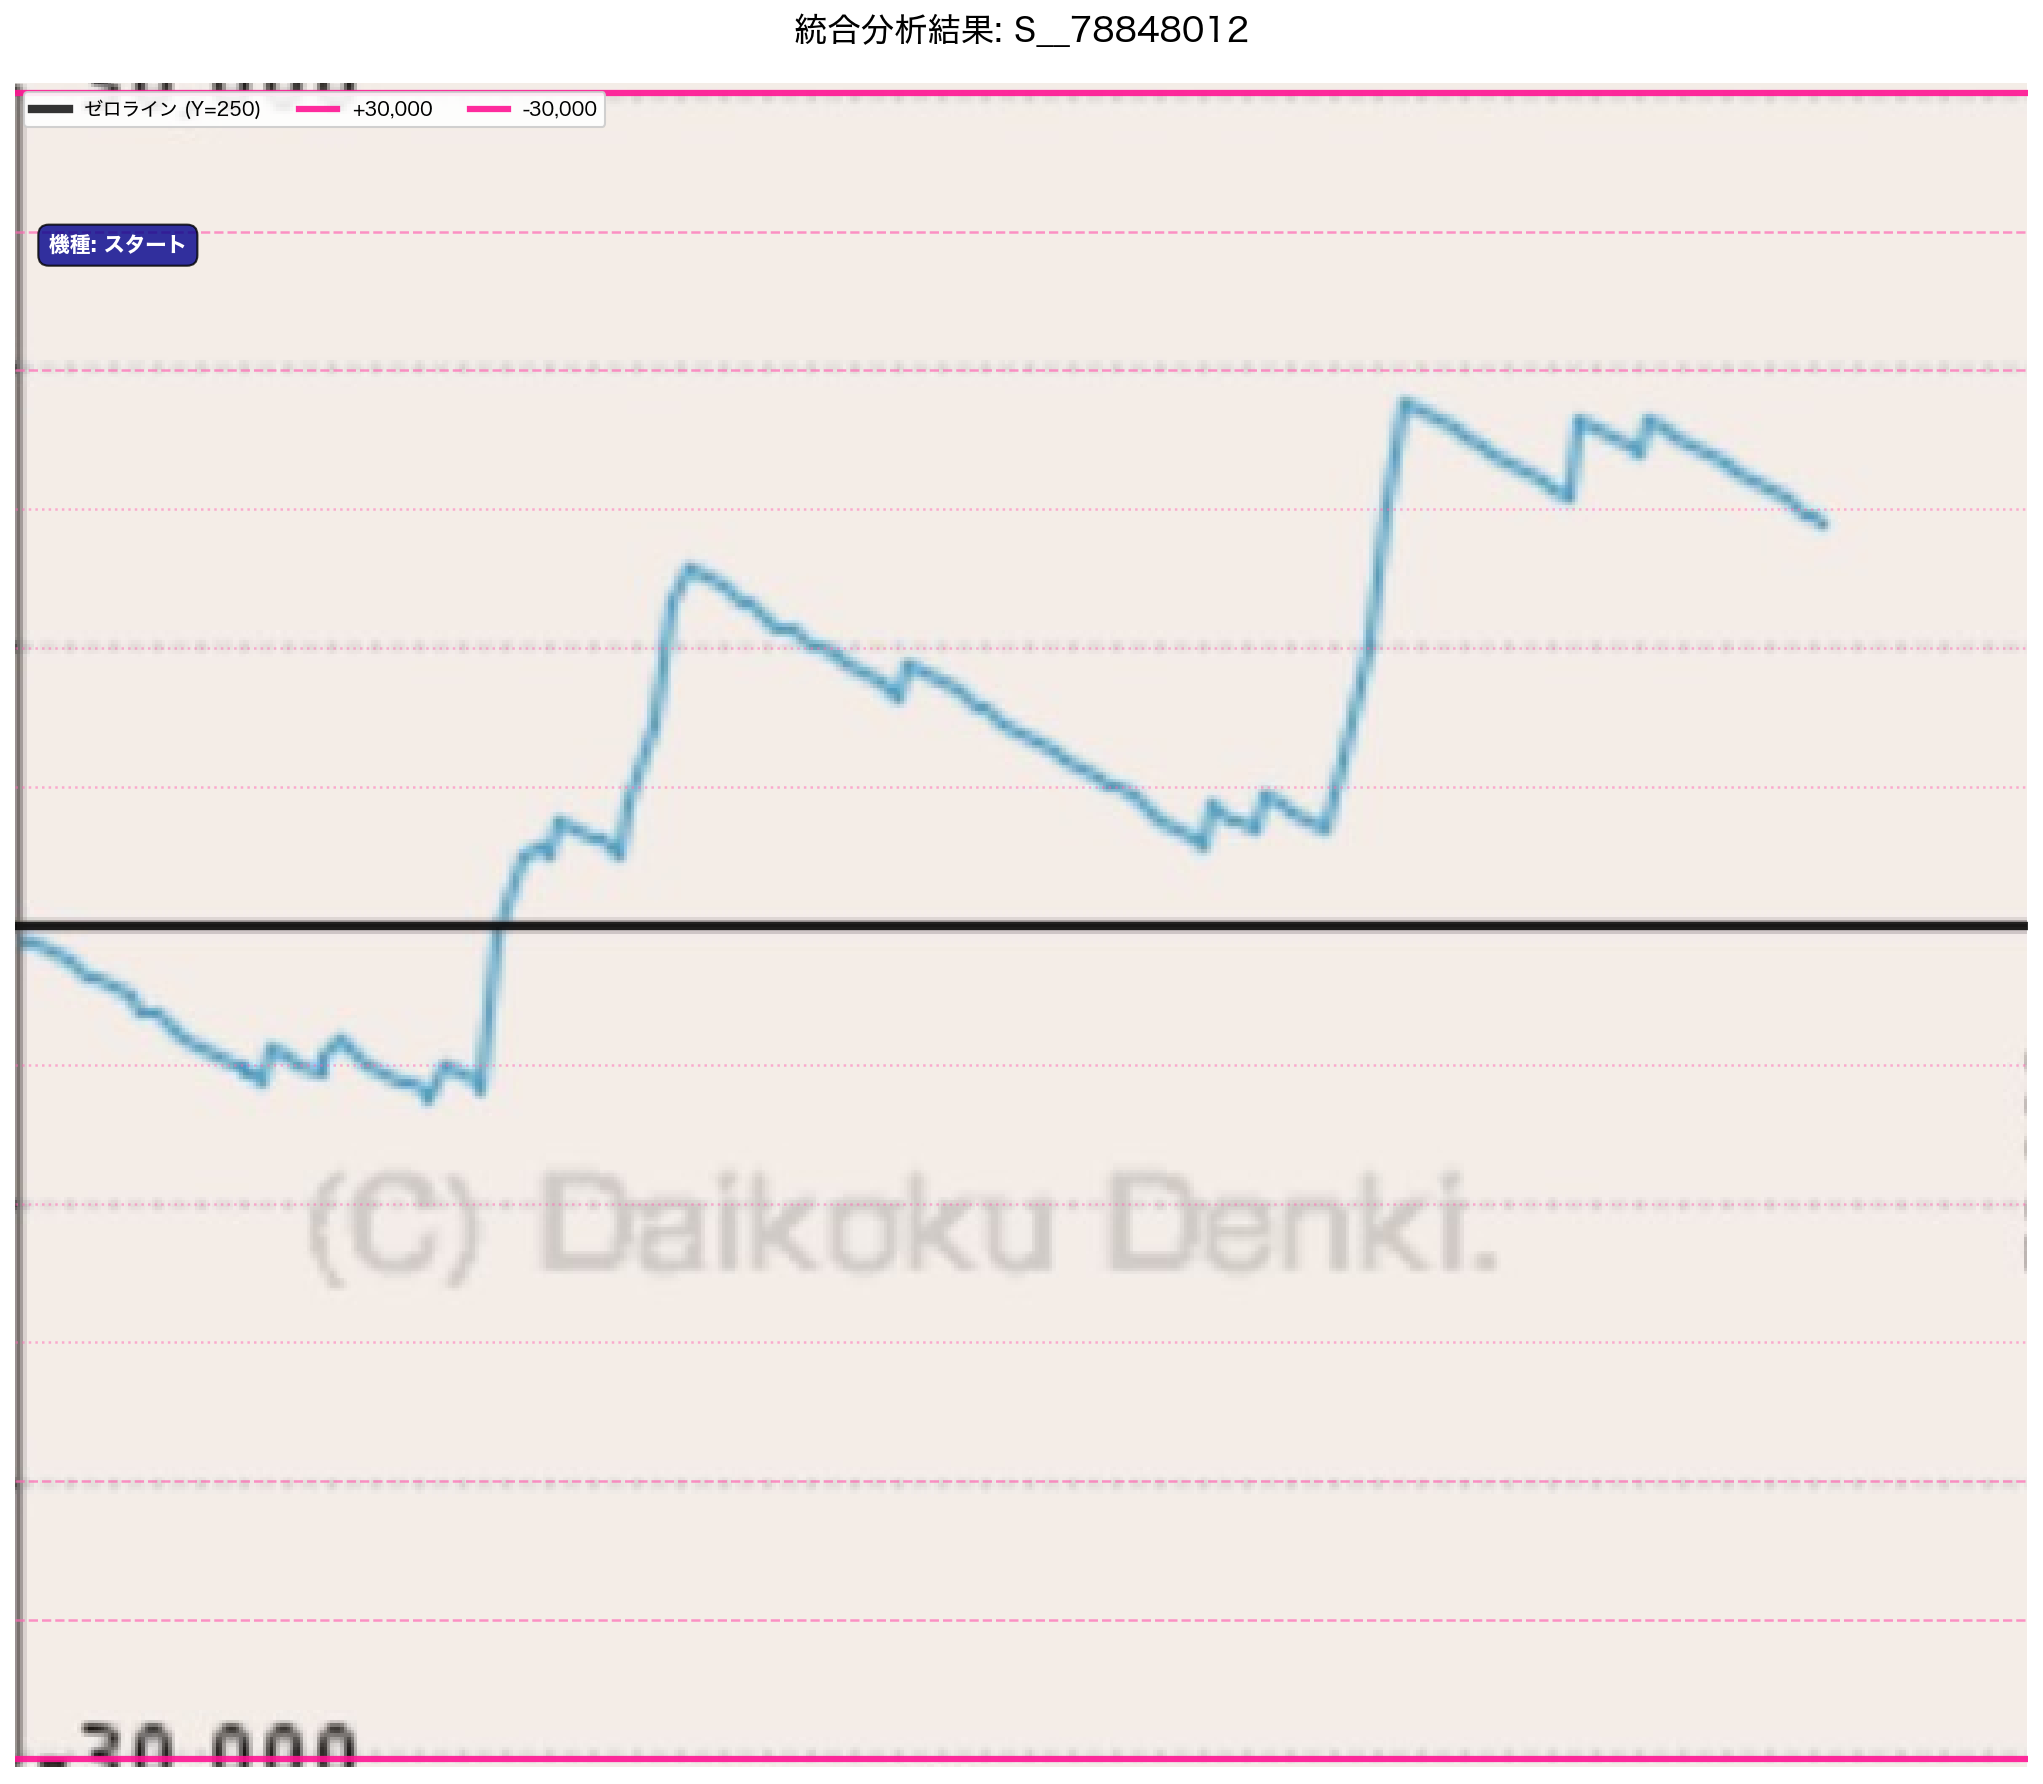 統合分析結果: S__78848012
ゼロライン (Y=250) +30,000 -30,000
機種: スタート
(C) Daikoku Denki.
-30,000